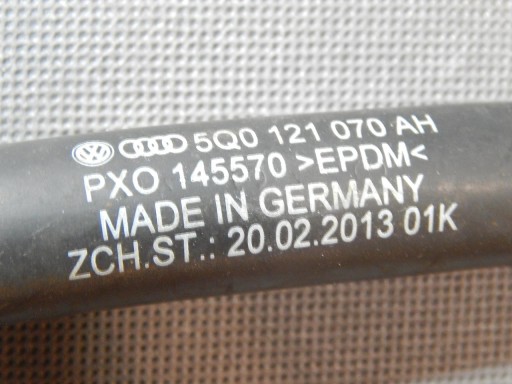 5Q0 121 070 AH
PXO 145570 >EPDM<
MADE IN GERMANY
ZCH.ST.: 20.02.2013 01K